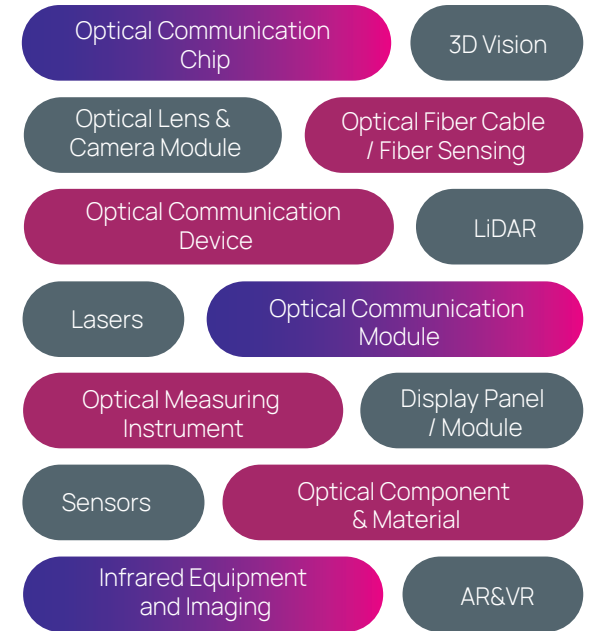 Optical Communication
Chip
3D Vision
Optical Lens &
Camera Module
Optical Fiber Cable
/ Fiber Sensing
Optical Communication
Device
LiDAR
Lasers
Optical Communication
Module
Optical Measuring
Instrument
Display Panel
/ Module
Sensors
Optical Component
& Material
Infrared Equipment
and Imaging
AR&VR